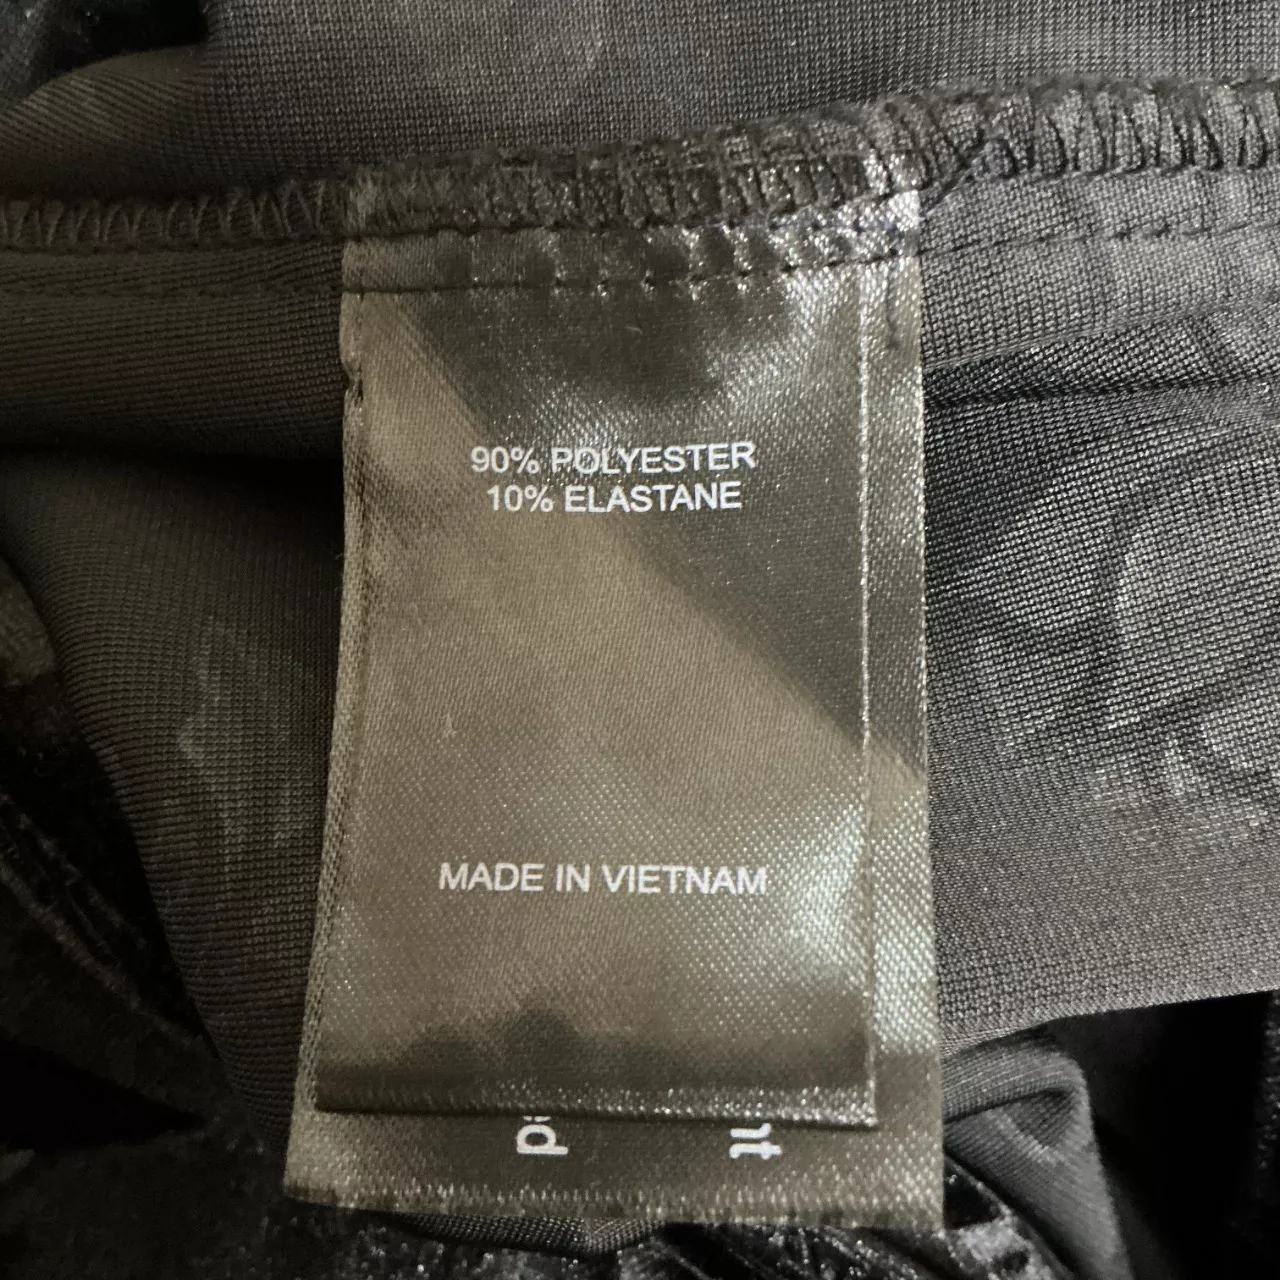 90% POLYESTER
10% ELASTANE
MADE IN VIETNAM